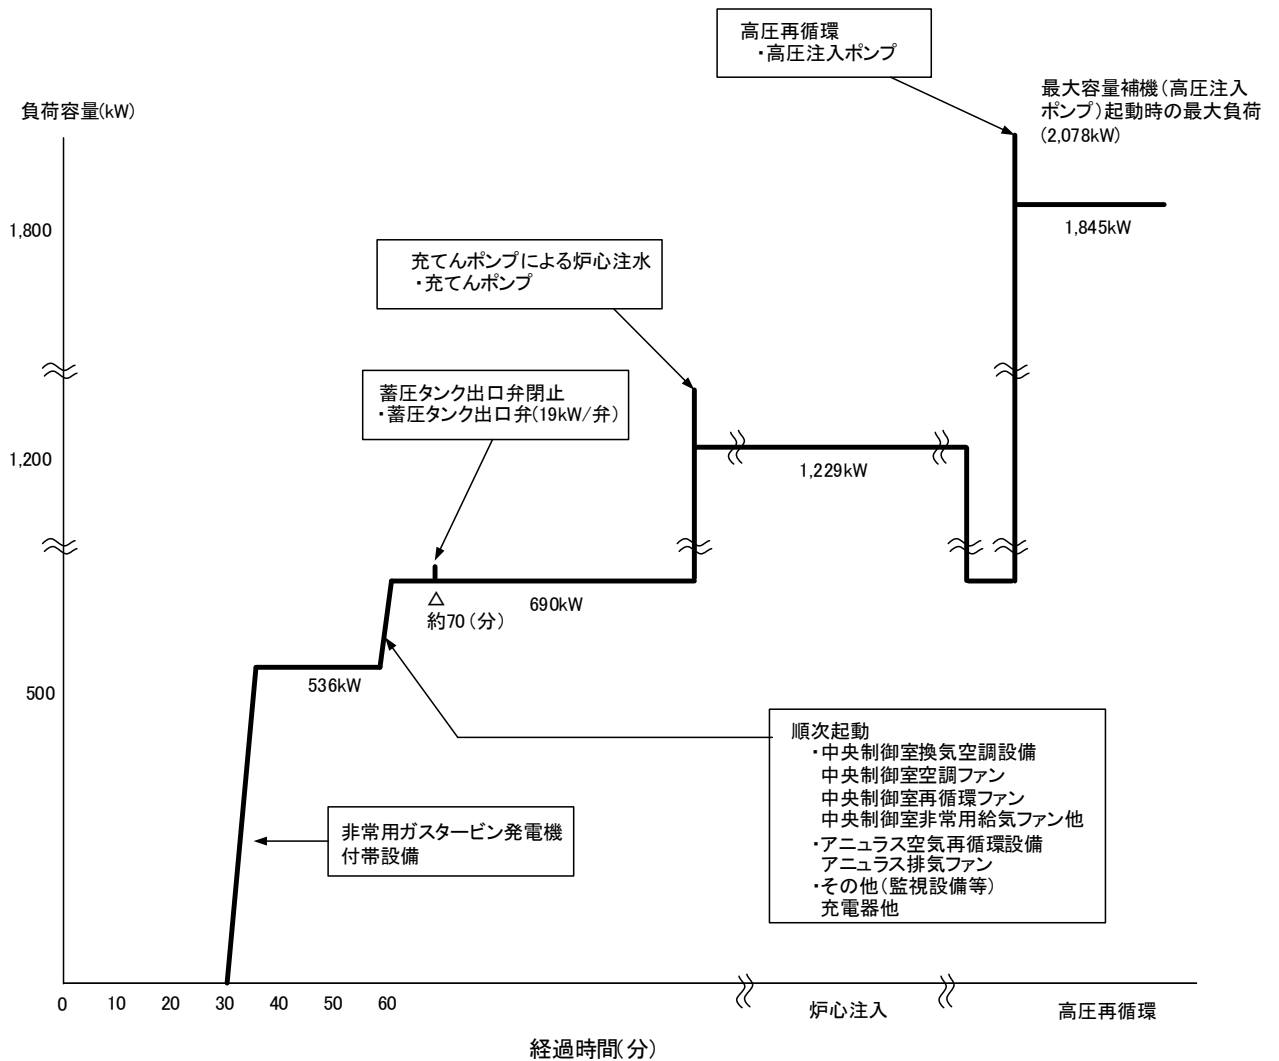 高圧再循環
・高圧注入ポンプ
最大容量補機(高圧注入
ポンプ)起動時の最大負荷
(2,078kW)
負荷容量(kW)
1,800
1,845kW
充てんポンプによる炉心注水
・充てんポンプ
蓄圧タンク出口弁閉止
・蓄圧タンク出口弁(19kW/弁)
1,200
1,229kW
690kW
△
約70(分)
536kW
500
順次起動
・中央制御室換気空調設備
中央制御室空調ファン
中央制御室再循環ファン
中央制御室非常用給気ファン他
・アニュラス空気再循環設備
アニュラス排気ファン
・その他(監視設備等)
充電器他
非常用ガスタービン発電機
付帯設備
0 10 20 30 40 50 60 炉心注入 高圧再循環
経過時間(分)